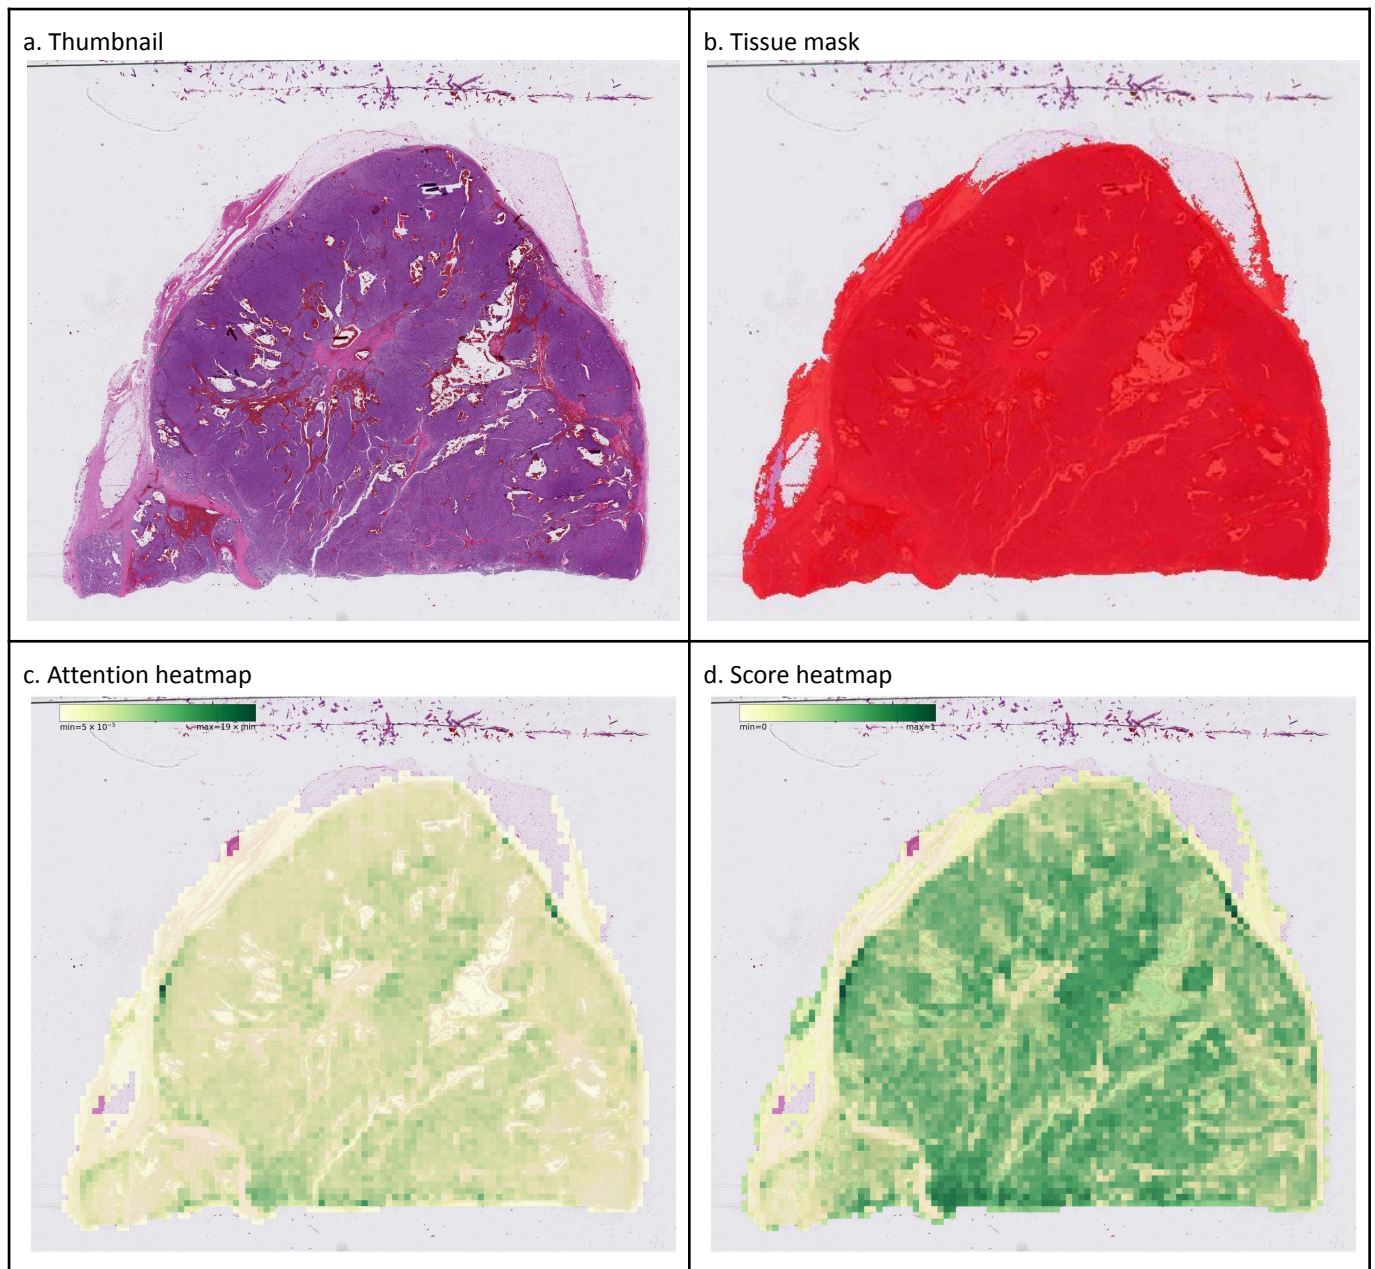 a. Thumbnail
b. Tissue mask
c. Attention heatmap
min=5 × 10⁻⁵
max=19 × min
d. Score heatmap
min=0
max=1